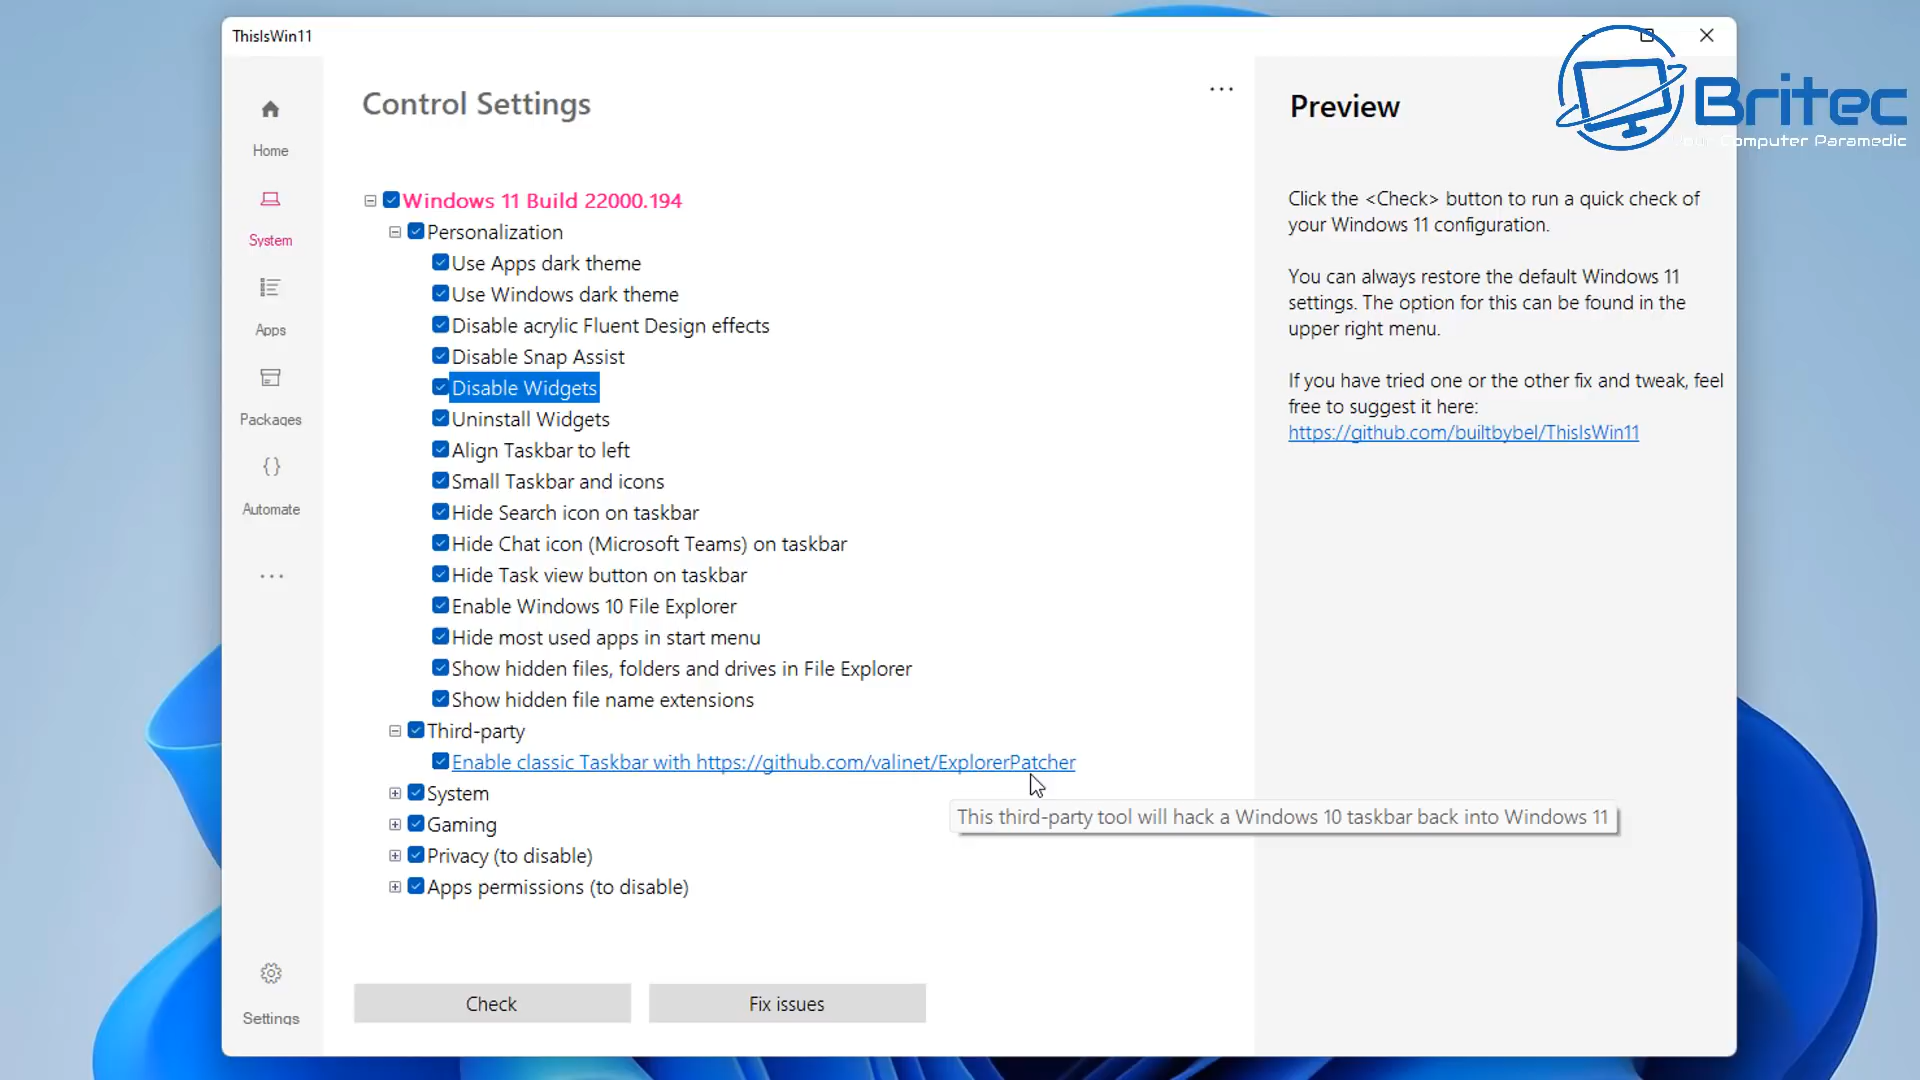 ThisIsWin11
Britec
Your Computer Paramedic
Home
System
Apps
Packages
Automate
Settings
Control Settings
Windows 11 Build 22000.194
Personalization
Use Apps dark theme
Use Windows dark theme
Disable acrylic Fluent Design effects
Disable Snap Assist
Disable Widgets
Uninstall Widgets
Align Taskbar to left
Small Taskbar and icons
Hide Search icon on taskbar
Hide Chat icon (Microsoft Teams) on taskbar
Hide Task view button on taskbar
Enable Windows 10 File Explorer
Hide most used apps in start menu
Show hidden files, folders and drives in File Explorer
Show hidden file name extensions
Third-party
Enable classic Taskbar with https://github.com/valinet/ExplorerPatcher
This third-party tool will hack a Windows 10 taskbar back into Windows 11
System
Gaming
Privacy (to disable)
Apps permissions (to disable)
Check
Fix issues
Preview
Click the <Check> button to run a quick check of
your Windows 11 configuration.
You can always restore the default Windows 11
settings. The option for this can be found in the
upper right menu.
If you have tried one or the other fix and tweak, feel
free to suggest it here:
https://github.com/builtbybel/ThisIsWin11